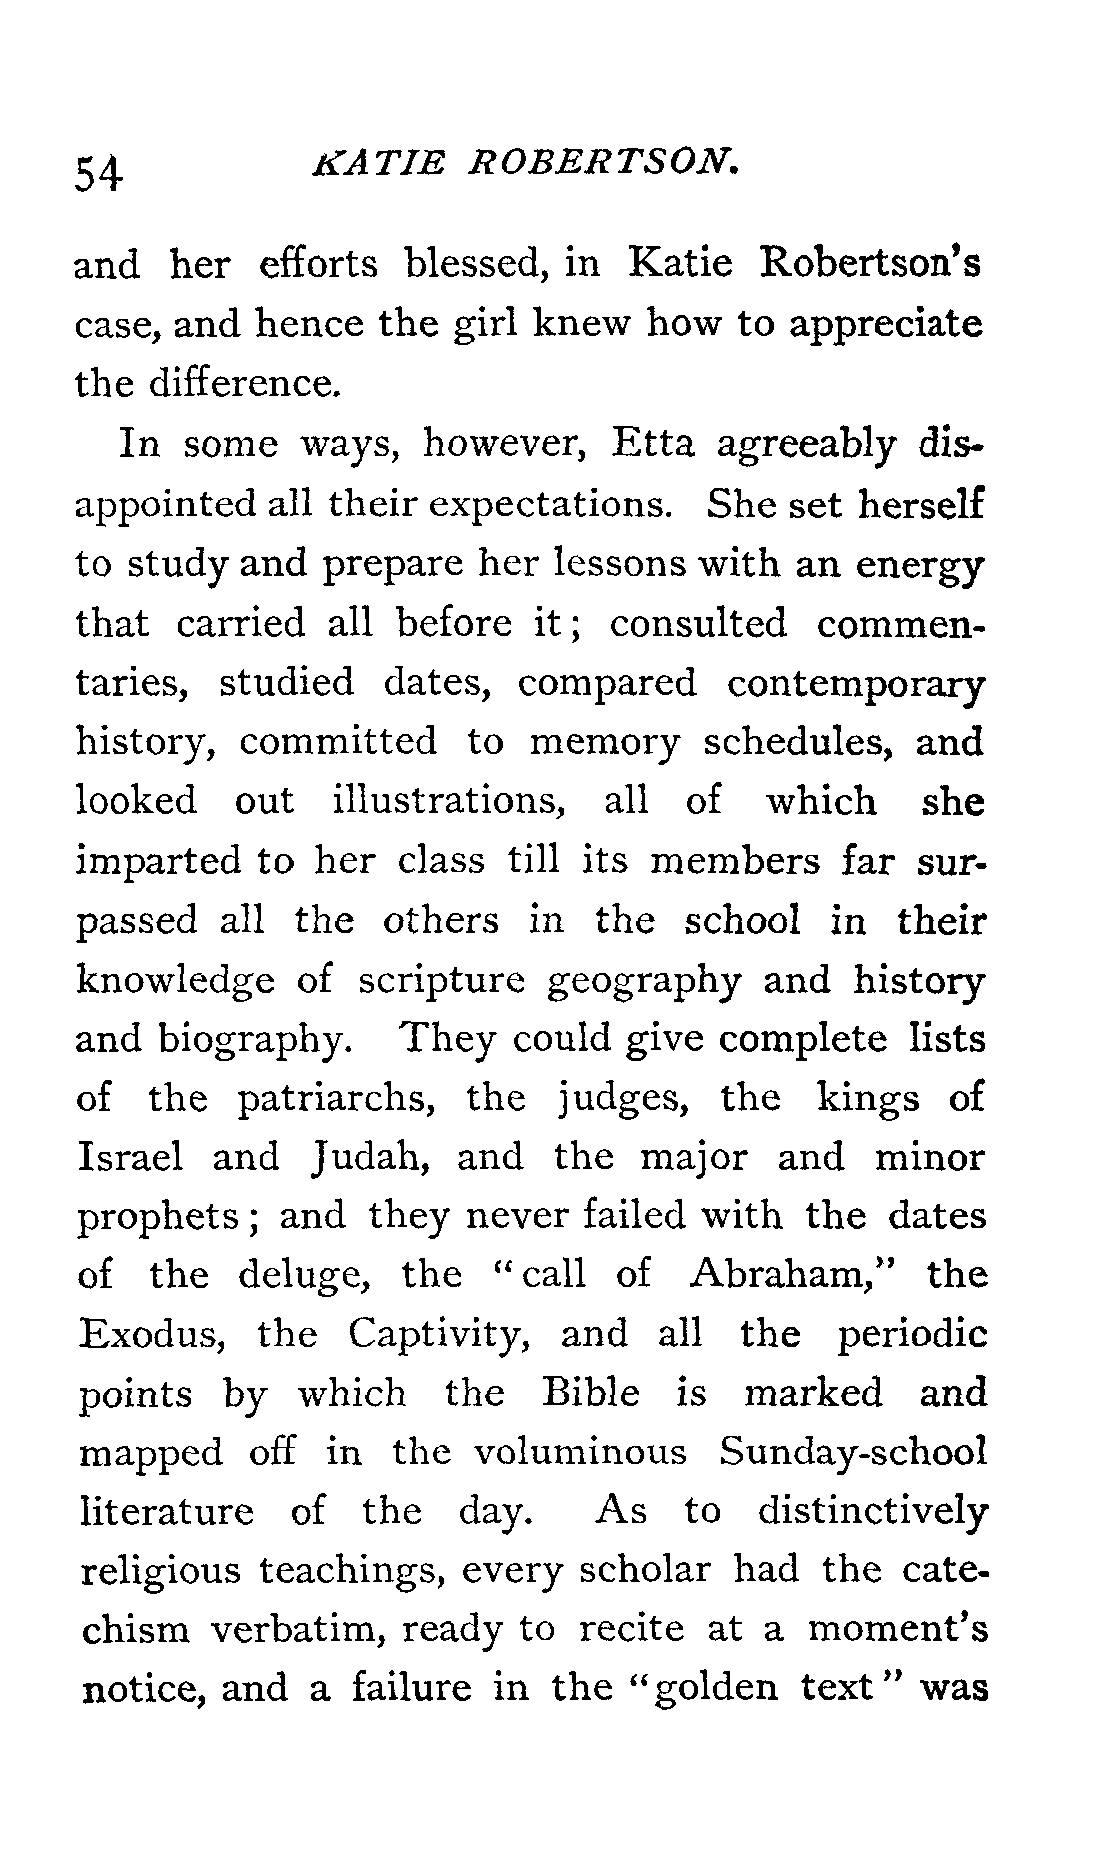 54 KATIE ROBERTSON.
and her efforts blessed, in Katie Robertson's
case, and hence the girl knew how to appreciate
the difference.
In some ways, however, Etta agreeably dis-
appointed all their expectations. She set herself
to study and prepare her lessons with an energy
that carried all before it; consulted commen-
taries, studied dates, compared contemporary
history, committed to memory schedules, and
looked out illustrations, all of which she
imparted to her class till its members far sur-
passed all the others in the school in their
knowledge of scripture geography and history
and biography. They could give complete lists
of the patriarchs, the judges, the kings of
Israel and Judah, and the major and minor
prophets; and they never failed with the dates
of the deluge, the "call of Abraham," the
Exodus, the Captivity, and all the periodic
points by which the Bible is marked and
mapped off in the voluminous Sunday-school
literature of the day. As to distinctively
religious teachings, every scholar had the cate-
chism verbatim, ready to recite at a moment's
notice, and a failure in the "golden text" was